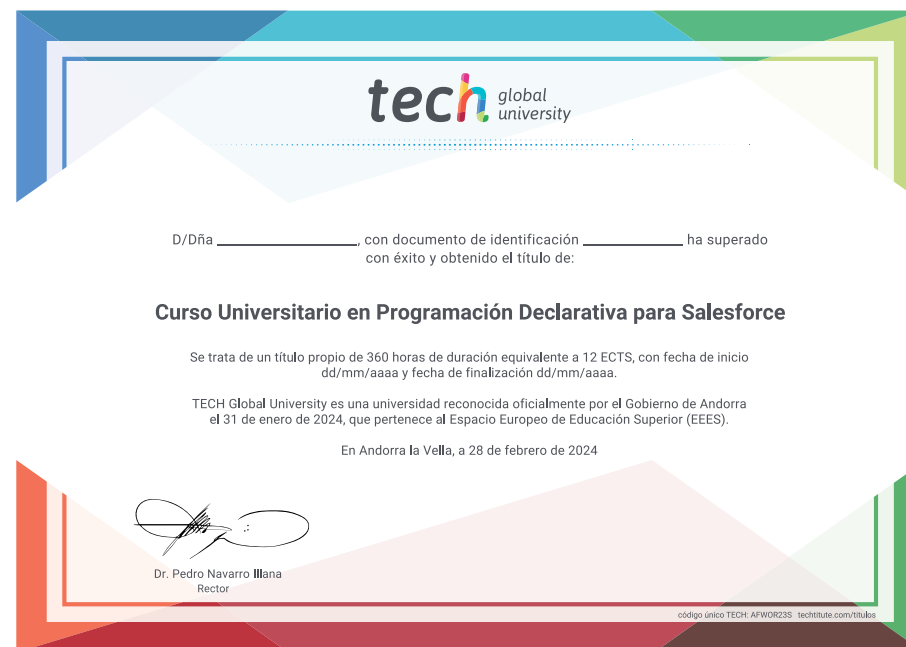 tech global university
D/Dña ____________________, con documento de identificación ______________ ha superado
con éxito y obtenido el título de:
Curso Universitario en Programación Declarativa para Salesforce
Se trata de un título propio de 360 horas de duración equivalente a 12 ECTS, con fecha de inicio
dd/mm/aaaa y fecha de finalización dd/mm/aaaa.
TECH Global University es una universidad reconocida oficialmente por el Gobierno de Andorra
el 31 de enero de 2024, que pertenece al Espacio Europeo de Educación Superior (EEES).
En Andorra la Vella, a 28 de febrero de 2024
Dr. Pedro Navarro Illana
Rector
código único TECH: AFWOR23S techtitute.com/titulos